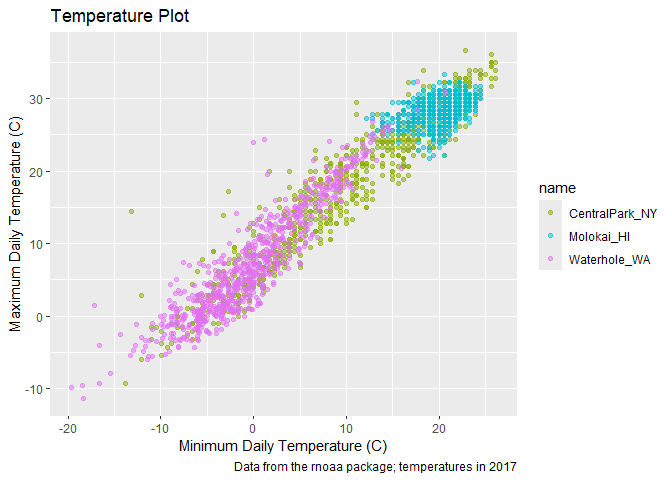 Temperature Plot
Maximum Daily Temperature (C)
30
20
10
0
-10
-20
-10
0
10
20
Minimum Daily Temperature (C)
Data from the rnoaa package; temperatures in 2017
name
CentralPark_NY
Molokai_HI
Waterhole_WA